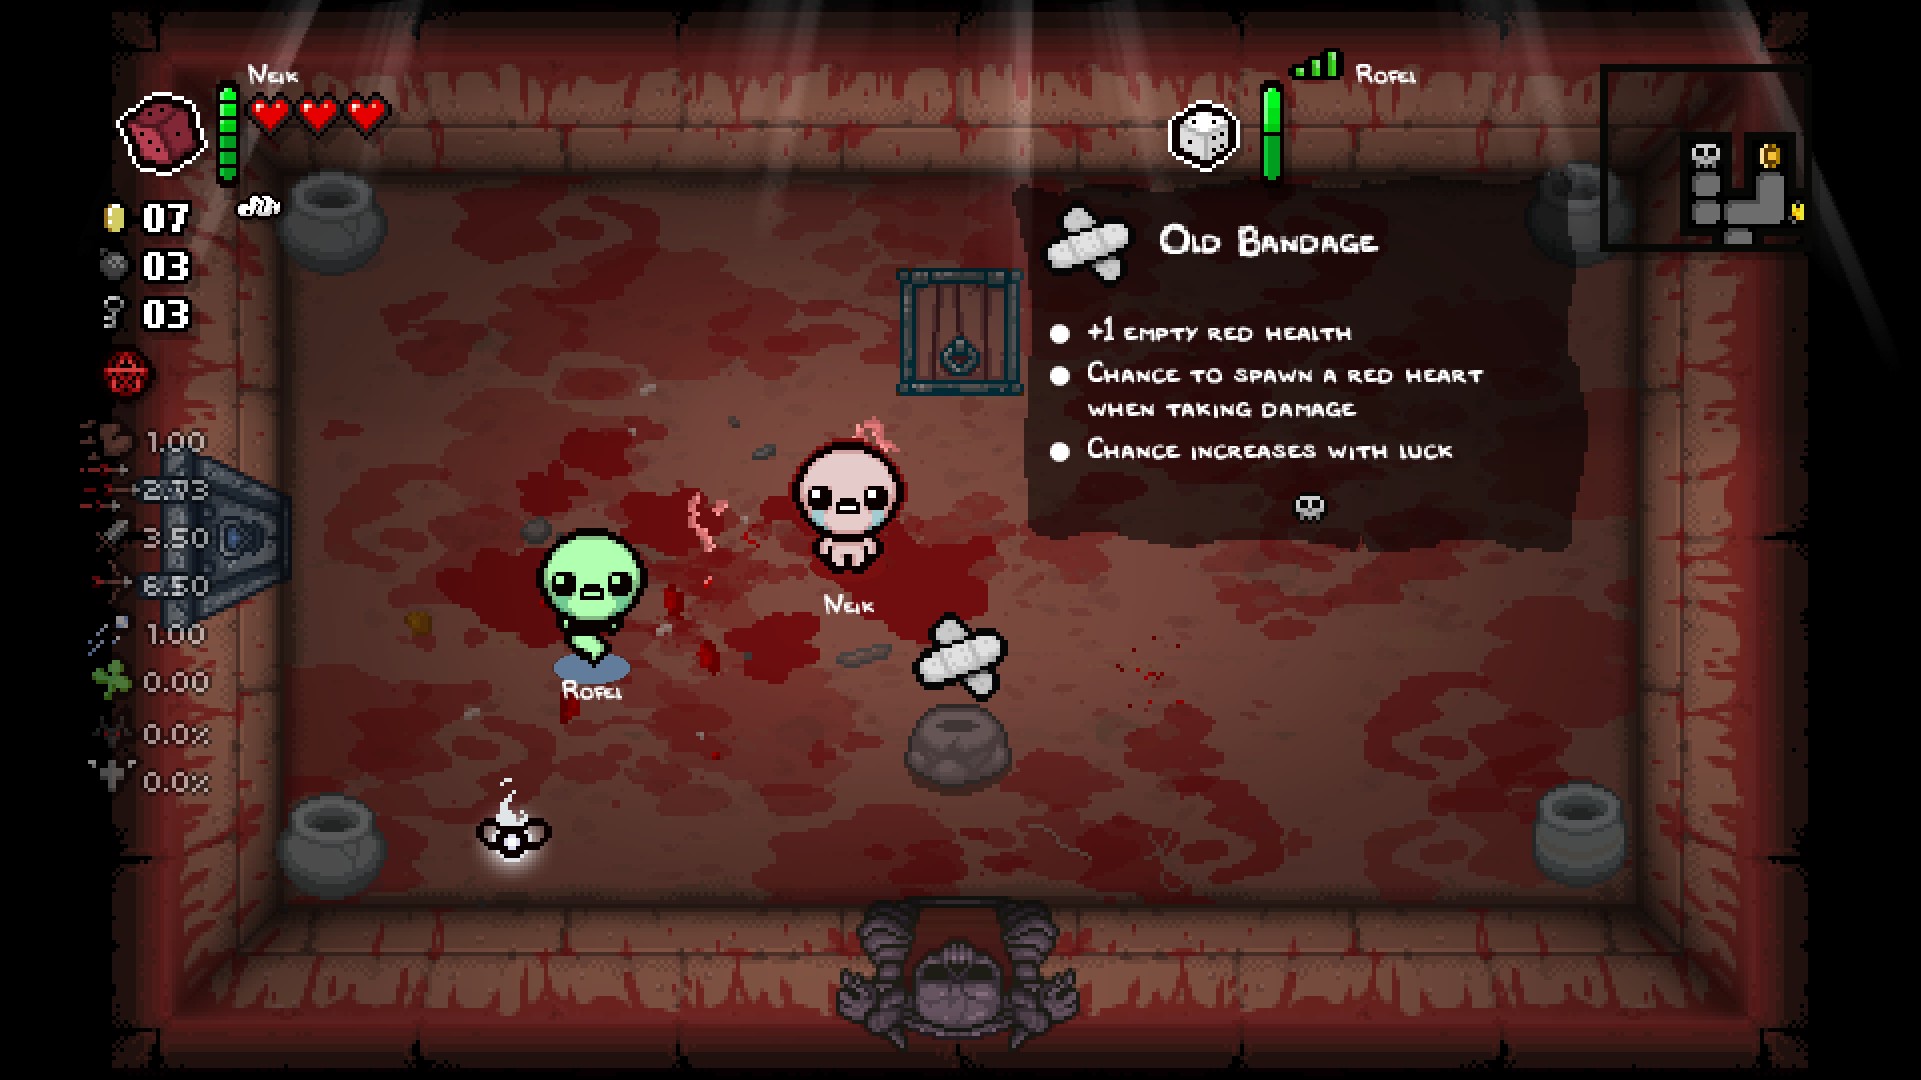 Neik
Rofel
07
03
03
1.00
2.73
3.50
6.50
1.00
0.00
0.0%
0.0%
Old Bandage
+1 empty red health
Chance to spawn a red heart
when taking damage
Chance increases with luck
Neik
Rofel